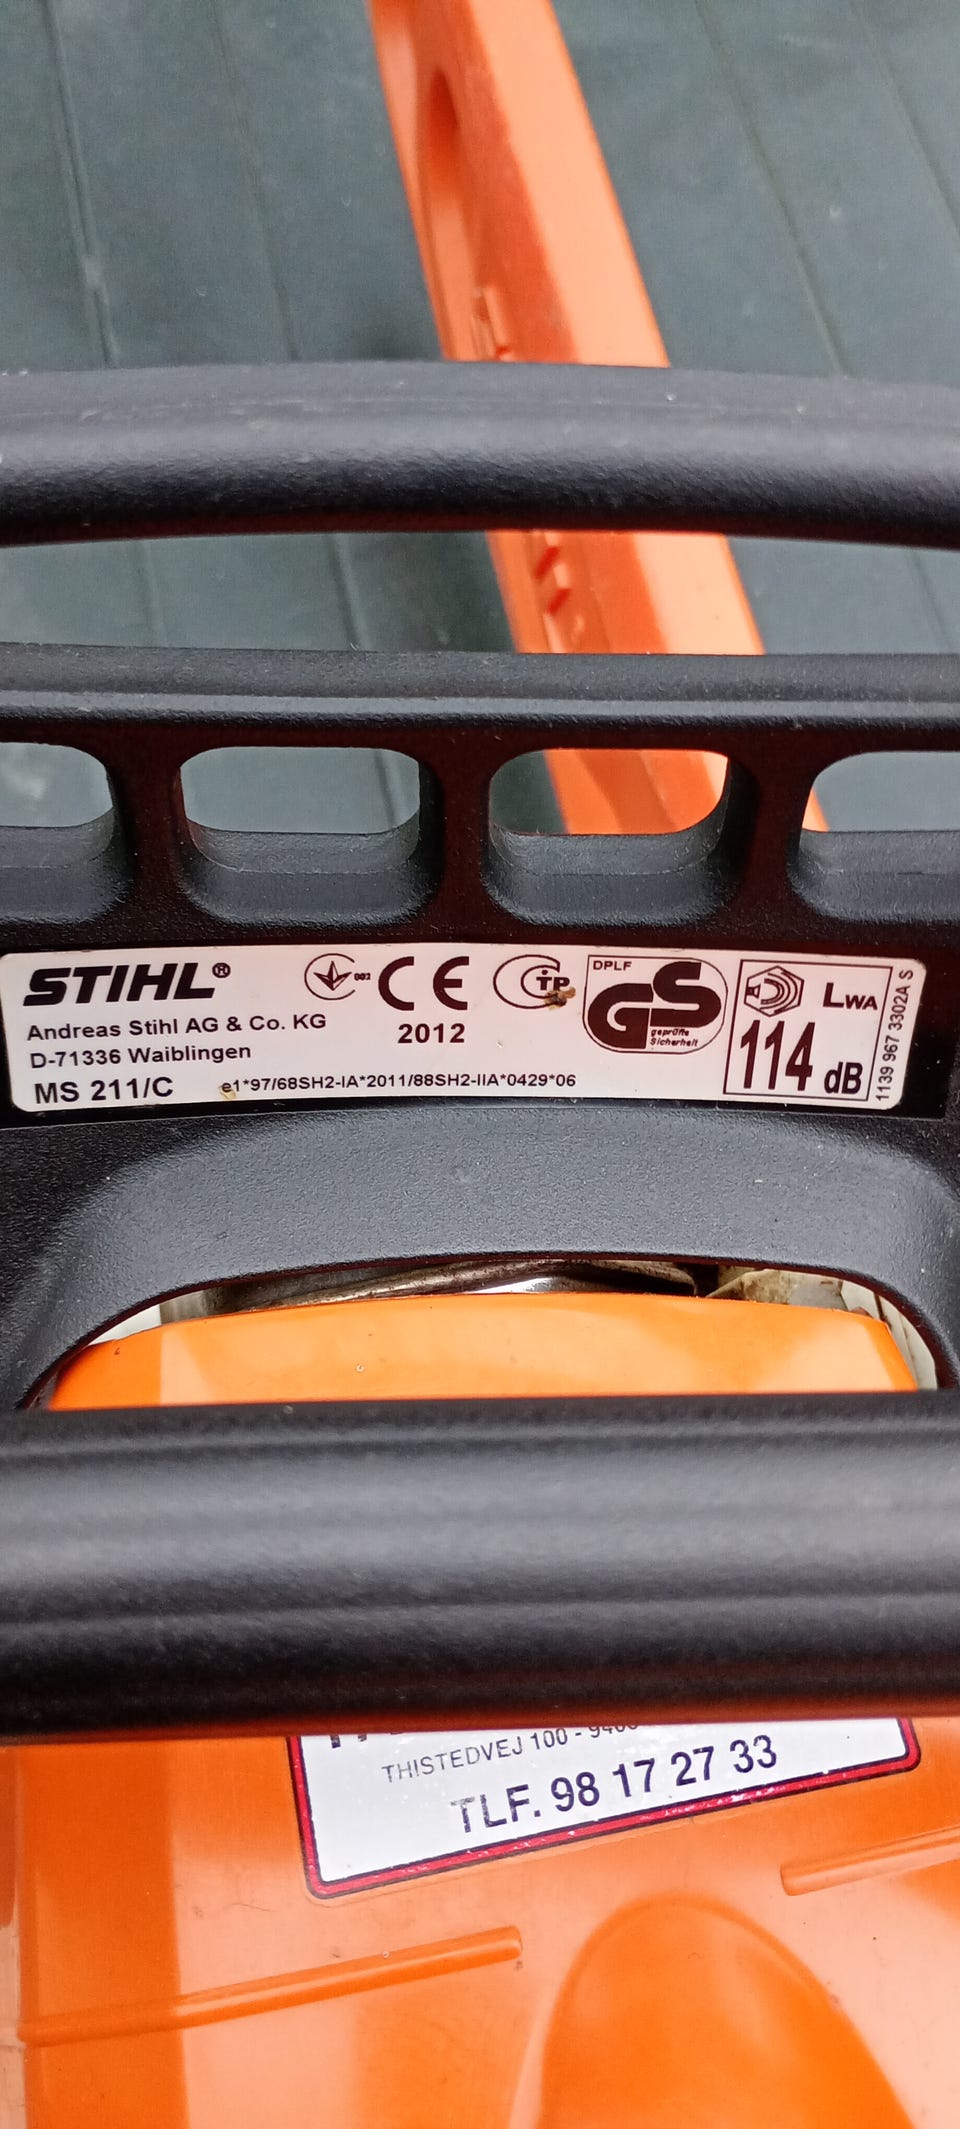 STIHL®
Andreas Stihl AG & Co. KG
D-71336 Waiblingen
MS 211/C
e1*97/68SH2-IA*2011/88SH2-IIA*0429*06
002
CE
2012
CTP
DPLF
GS
geprüfte
Sicherheit
LWA
114 dB
1139 967 3302A S
THISTEDVEJ 100 -
TLF. 98 17 27 33